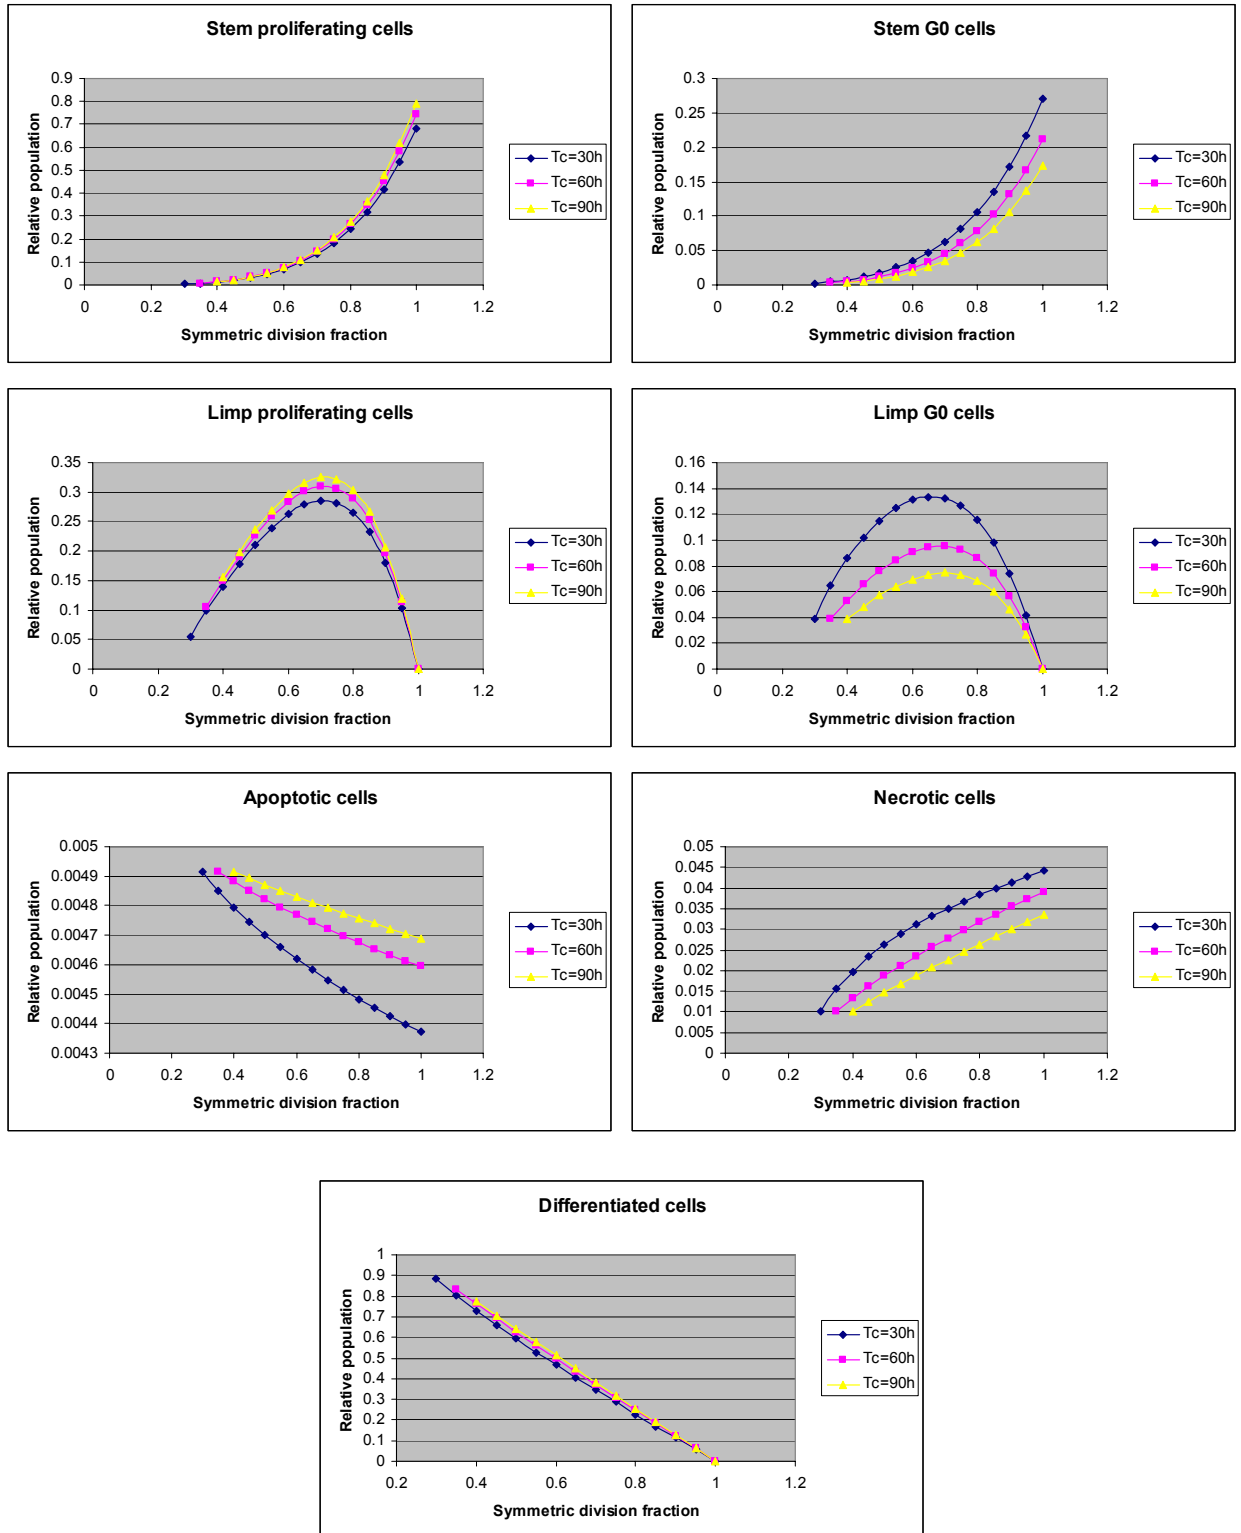 Stem proliferating cells
0.9
0.8
0.7
0.6
0.5
0.4
0.3
0.2
0.1
0
0 0.2 0.4 0.6 0.8 1 1.2
Relative population
Symmetric division fraction
Tc=30h
Tc=60h
Tc=90h
Stem G0 cells
0.3
0.25
0.2
0.15
0.1
0.05
0
0 0.2 0.4 0.6 0.8 1 1.2
Relative population
Symmetric division fraction
Tc=30h
Tc=60h
Tc=90h
Limp proliferating cells
0.35
0.3
0.25
0.2
0.15
0.1
0.05
0
0 0.2 0.4 0.6 0.8 1 1.2
Relative population
Symmetric division fraction
Tc=30h
Tc=60h
Tc=90h
Limp G0 cells
0.16
0.14
0.12
0.1
0.08
0.06
0.04
0.02
0
0 0.2 0.4 0.6 0.8 1 1.2
Relative population
Symmetric division fraction
Tc=30h
Tc=60h
Tc=90h
Apoptotic cells
0.005
0.0049
0.0048
0.0047
0.0046
0.0045
0.0044
0.0043
0 0.2 0.4 0.6 0.8 1 1.2
Relative population
Symmetric division fraction
Tc=30h
Tc=60h
Tc=90h
Necrotic cells
0.05
0.045
0.04
0.035
0.03
0.025
0.02
0.015
0.01
0.005
0
0 0.2 0.4 0.6 0.8 1 1.2
Relative population
Symmetric division fraction
Tc=30h
Tc=60h
Tc=90h
Differentiated cells
1
0.9
0.8
0.7
0.6
0.5
0.4
0.3
0.2
0.1
0
0.2 0.4 0.6 0.8 1 1.2
Relative population
Symmetric division fraction
Tc=30h
Tc=60h
Tc=90h